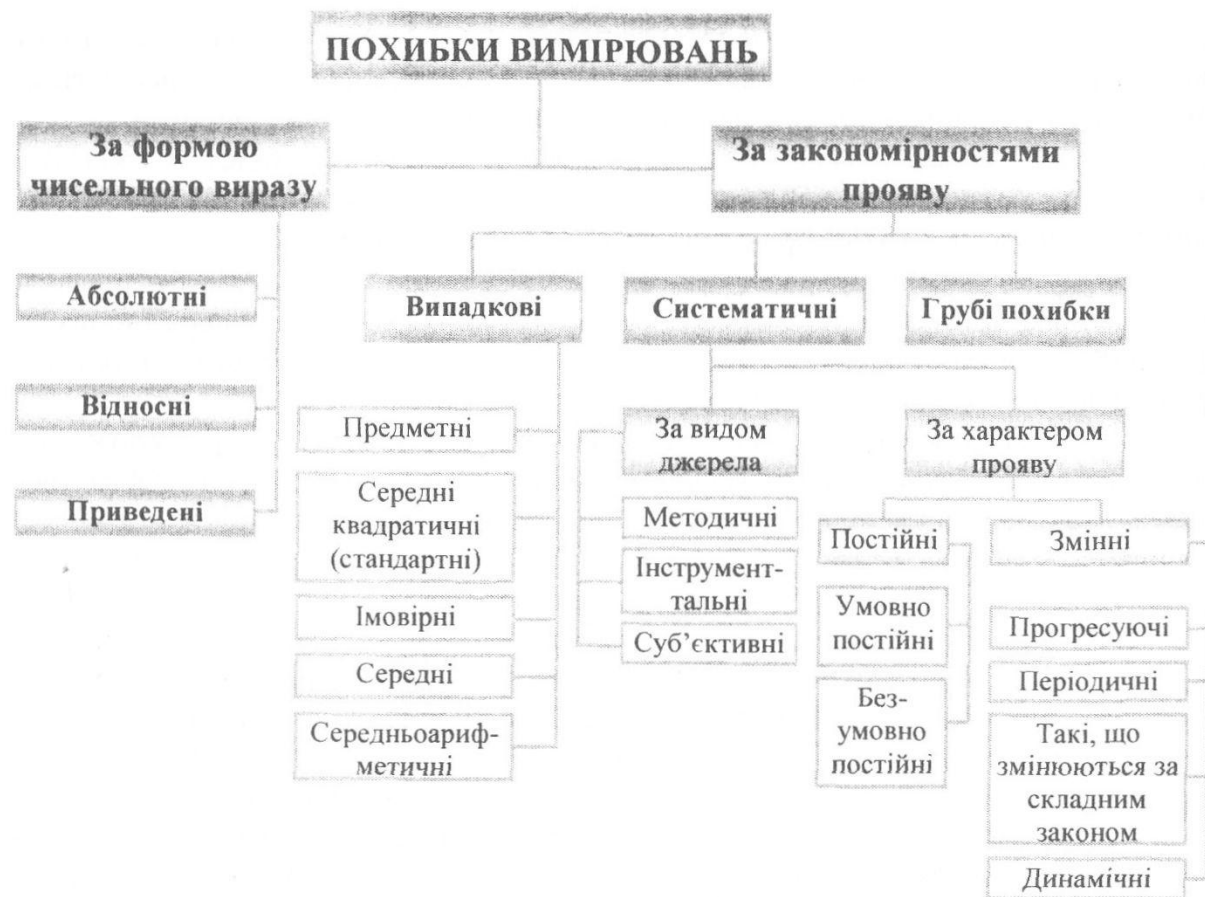 ПОХИБКИ ВИМІРЮВАНЬ
За формою
чисельного виразу
За закономірностями
прояву
Абсолютні
Відносні
Приведені
Випадкові
Систематичні
Грубі похибки
Предметні
Середні
квадратичні
(стандартні)
Імовірні
Середні
Середньоариф-
метичні
За видом
джерела
Методичні
Інструмент-
тальні
Суб’єктивні
За характером
прояву
Постійні
Умовно
постійні
Без-
умовно
постійні
Змінні
Прогресуючі
Періодичні
Такі, що
змінюються за
складним
законом
Динамічні